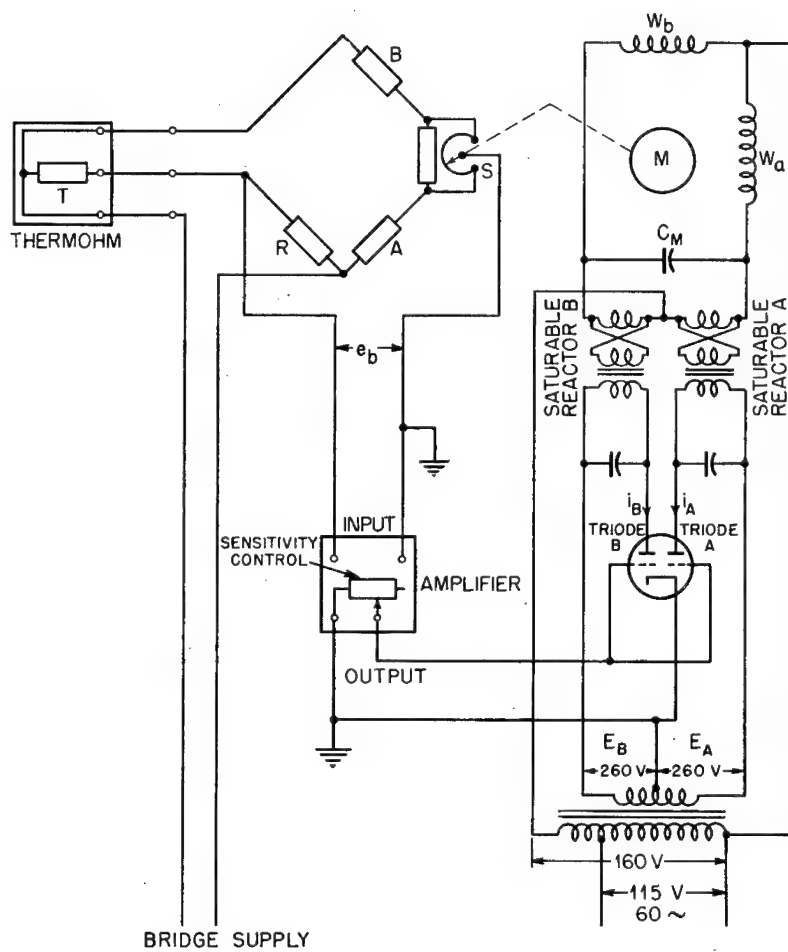 W_b
B
S
M
W_a
T
THERMOHM
R
A
C_M
e_b
SATURABLE
REACTOR B
SATURABLE
REACTOR A
i_B
i_A
TRIODE
B
TRIODE
A
INPUT
SENSITIVITY
CONTROL
AMPLIFIER
OUTPUT
E_B
E_A
260 V
260 V
160 V
115 V
60 ~
BRIDGE SUPPLY